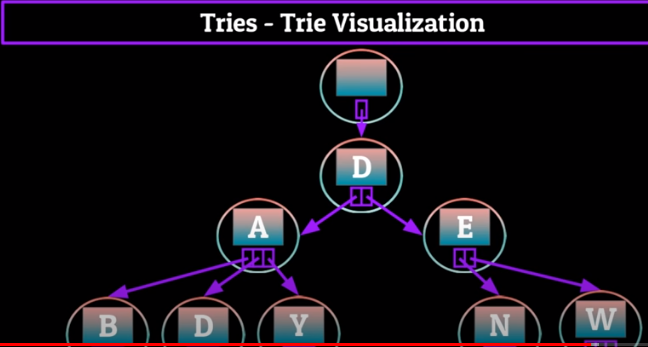 Tries - Trie Visualization
D
A E
B D Y N W